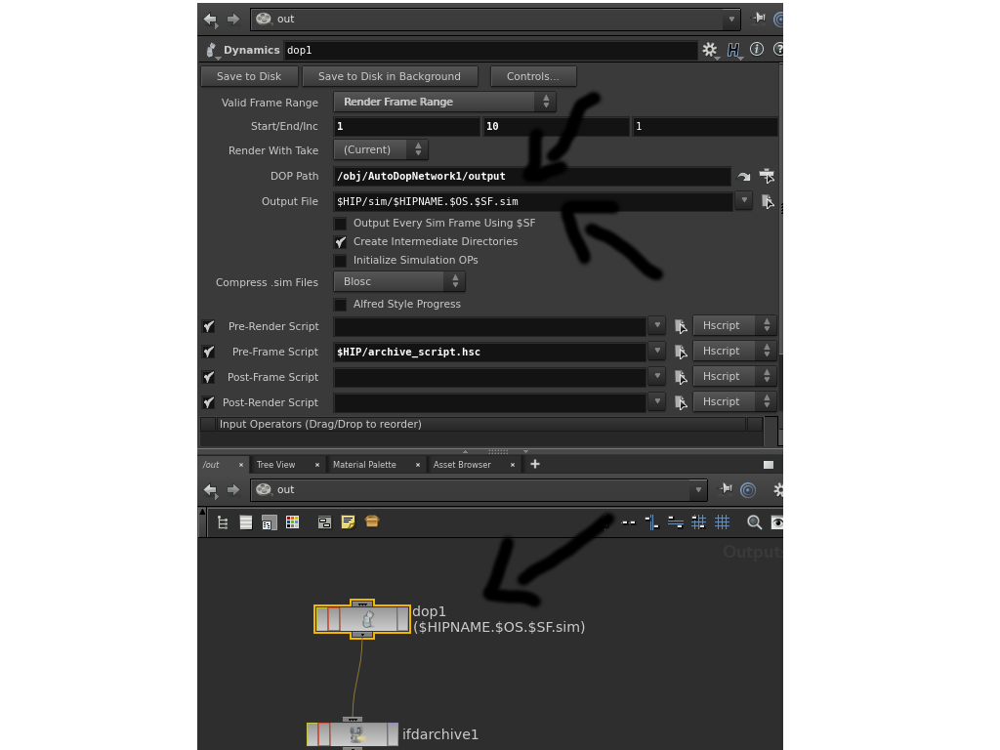 out
Dynamics dop1
Save to Disk Save to Disk in Background Controls...
Valid Frame Range Render Frame Range
Start/End/Inc 1 10 1
Render With Take (Current)
DOP Path /obj/AutoDopNetwork1/output
Output File $HIP/sim/$HIPNAME.$OS.$SF.sim
Output Every Sim Frame Using $SF
Create Intermediate Directories
Initialize Simulation OPs
Compress .sim Files Blosc
Alfred Style Progress
Pre-Render Script Hscript
Pre-Frame Script $HIP/archive_script.hsc Hscript
Post-Frame Script Hscript
Post-Render Script Hscript
Input Operators (Drag/Drop to reorder)
/out Tree View Material Palette Asset Browser
out
Outputs
dop1
($HIPNAME.$OS.$SF.sim)
ifdarchive1